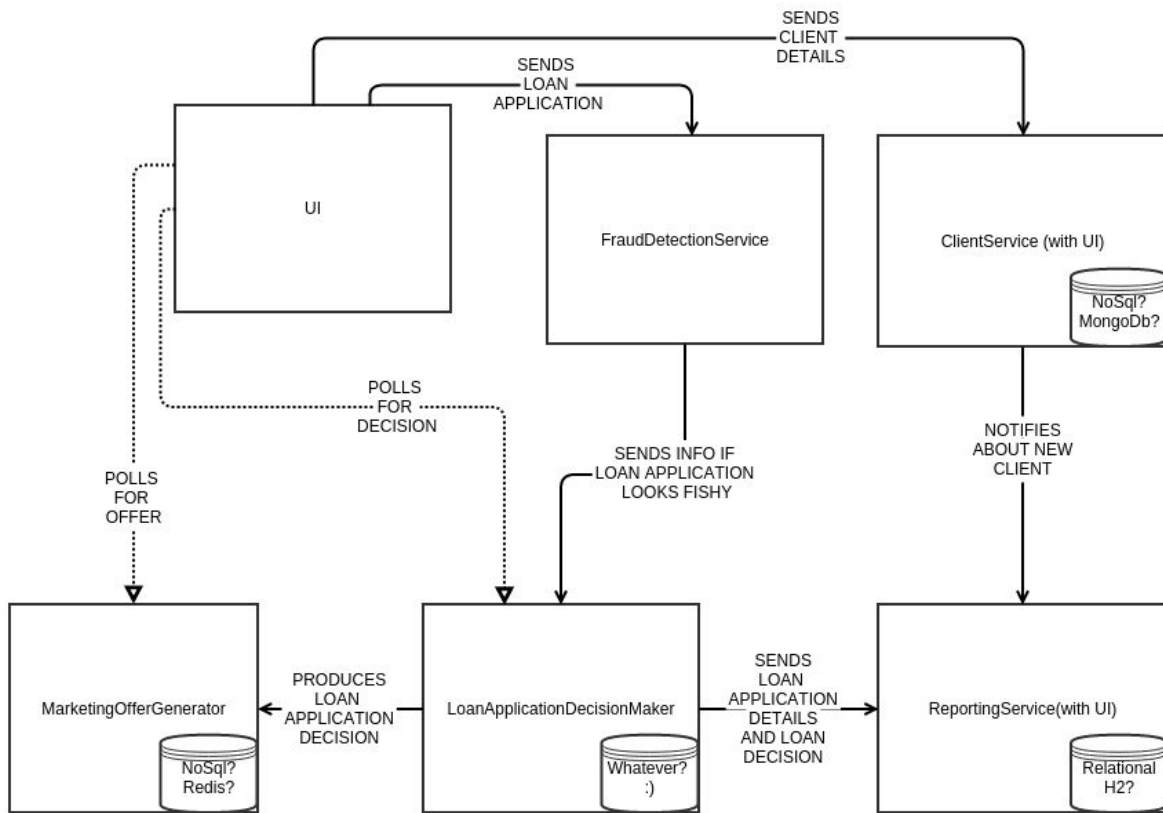 SENDS
CLIENT
DETAILS
SENDS
LOAN
APPLICATION
UI
FraudDetectionService
ClientService (with UI)
NoSql?
MongoDb?
POLLS
FOR
DECISION
SENDS INFO IF
LOAN APPLICATION
LOOKS FISHY
NOTIFIES
ABOUT NEW
CLIENT
POLLS
FOR
OFFER
MarketingOfferGenerator
NoSql?
Redis?
PRODUCES
LOAN
APPLICATION
DECISION
LoanApplicationDecisionMaker
Whatever?
:)
SENDS
LOAN
APPLICATION
DETAILS
AND LOAN
DECISION
ReportingService(with UI)
Relational
H2?